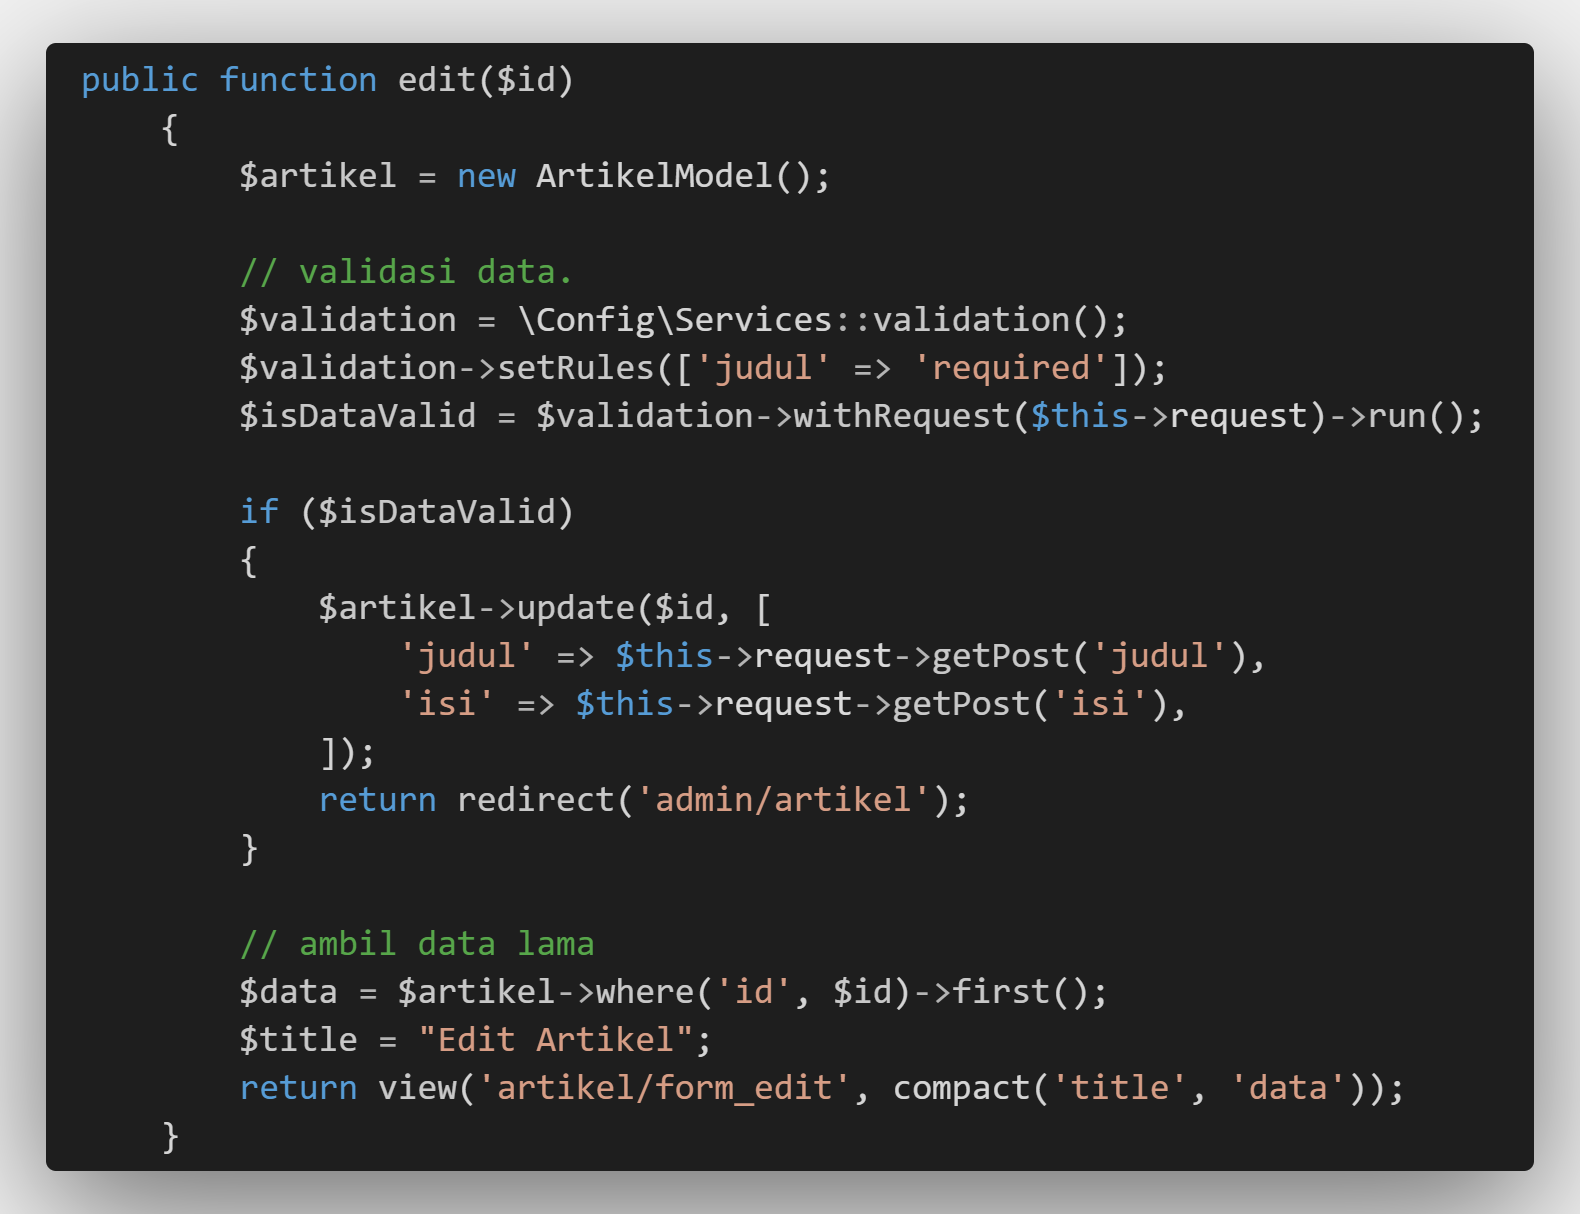 public function edit($id)
    {
        $artikel = new ArtikelModel();

        // validasi data.
        $validation = \Config\Services::validation();
        $validation->setRules(['judul' => 'required']);
        $isDataValid = $validation->withRequest($this->request)->run();

        if ($isDataValid)
        {
            $artikel->update($id, [
                'judul' => $this->request->getPost('judul'),
                'isi' => $this->request->getPost('isi'),
            ]);
            return redirect('admin/artikel');
        }

        // ambil data lama
        $data = $artikel->where('id', $id)->first();
        $title = "Edit Artikel";
        return view('artikel/form_edit', compact('title', 'data'));
    }